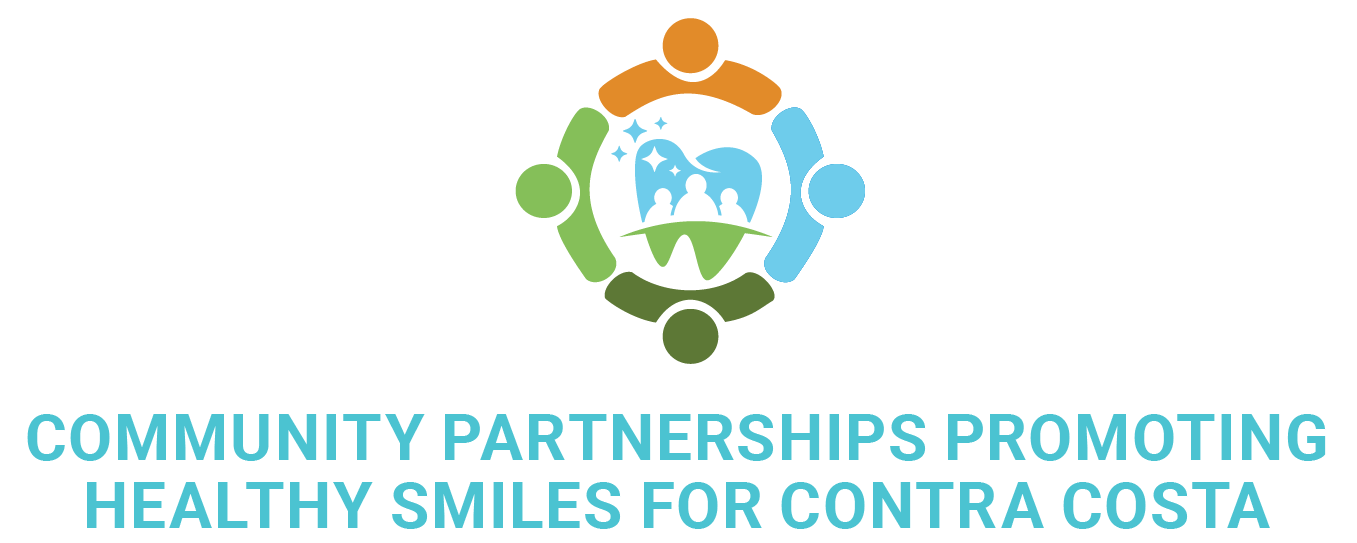 COMMUNITY PARTNERSHIPS PROMOTING
HEALTHY SMILES FOR CONTRA COSTA